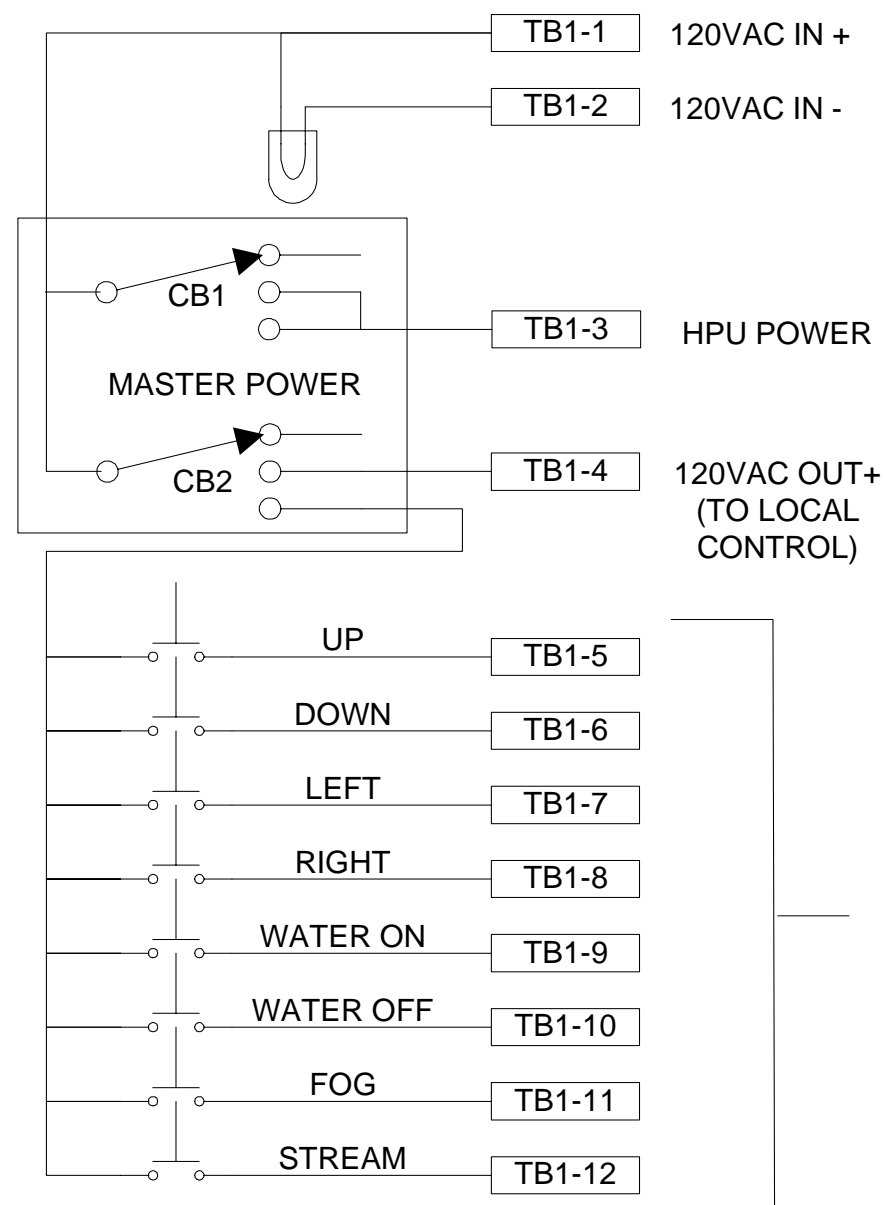 TB1-1 120VAC IN +
TB1-2 120VAC IN -
CB1
TB1-3 HPU POWER
MASTER POWER
CB2
TB1-4 120VAC OUT+
(TO LOCAL
CONTROL)
UP TB1-5
DOWN TB1-6
LEFT TB1-7
RIGHT TB1-8
WATER ON TB1-9
WATER OFF TB1-10
FOG TB1-11
STREAM TB1-12